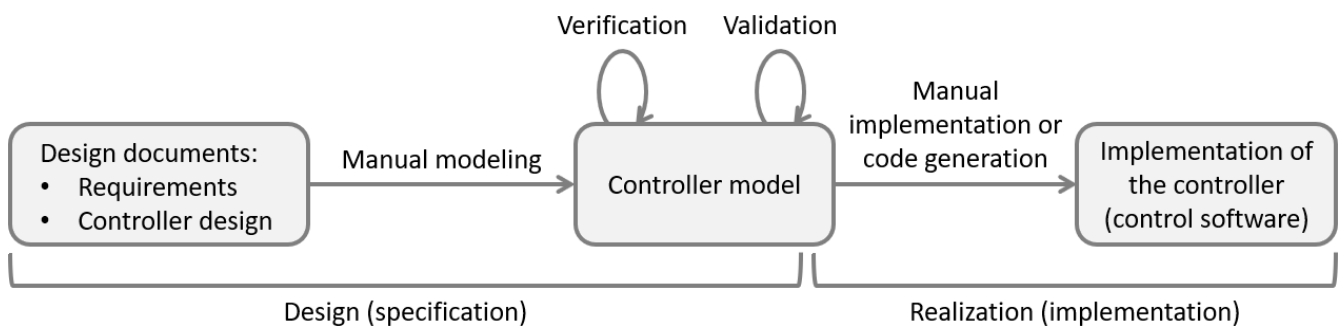 Verification
Validation
Design documents:
• Requirements
• Controller design
Manual modeling
Controller model
Manual
implementation or
code generation
Implementation of
the controller
(control software)
Design (specification)
Realization (implementation)